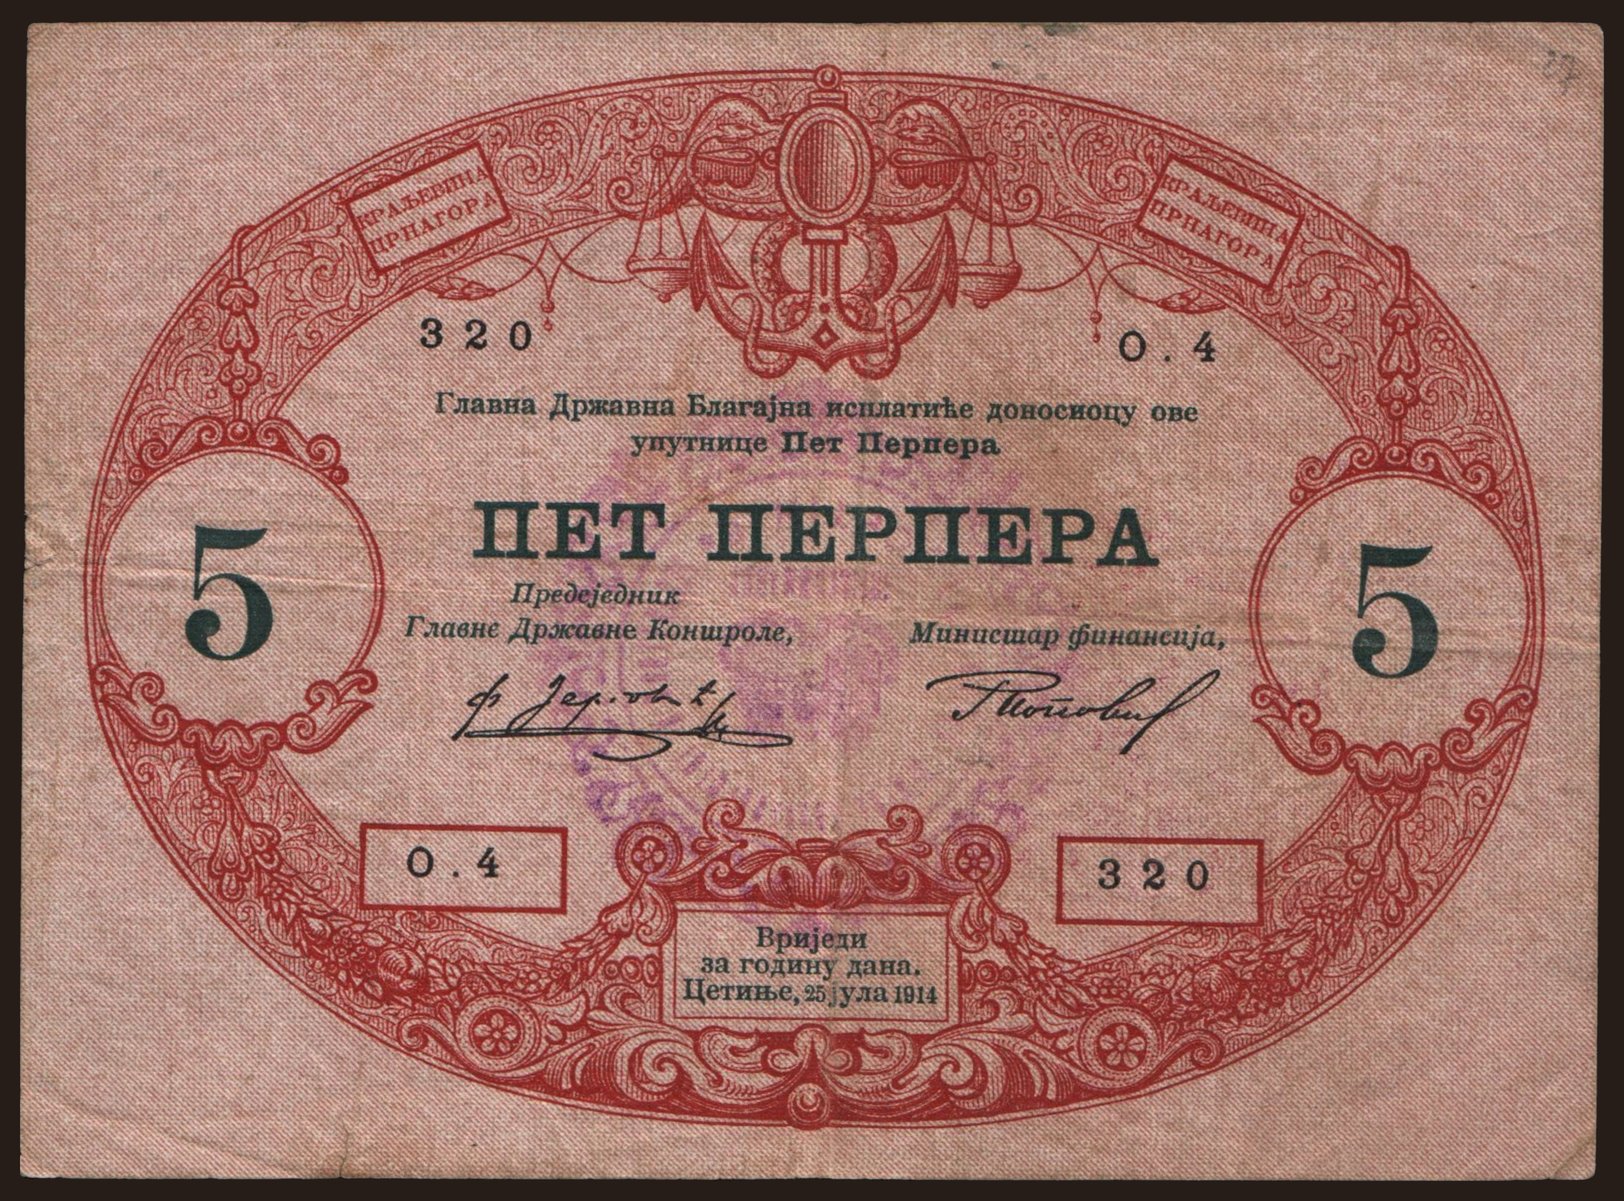 КРАЉЕВИНА
ЦРНАГОРА
КРАЉЕВИНА
ЦРНАГОРА
320
О.4
Главна Државна Благајна исплатиће доносиоцу ове
упутнице Пет Перпера
ПЕТ ПЕРПЕРА
5
5
Предсједник
Главне Државне Контроле,
Министар финансија,
О.4
320
Вриједи
за годину дана.
Цетиње, 25 јула 1914